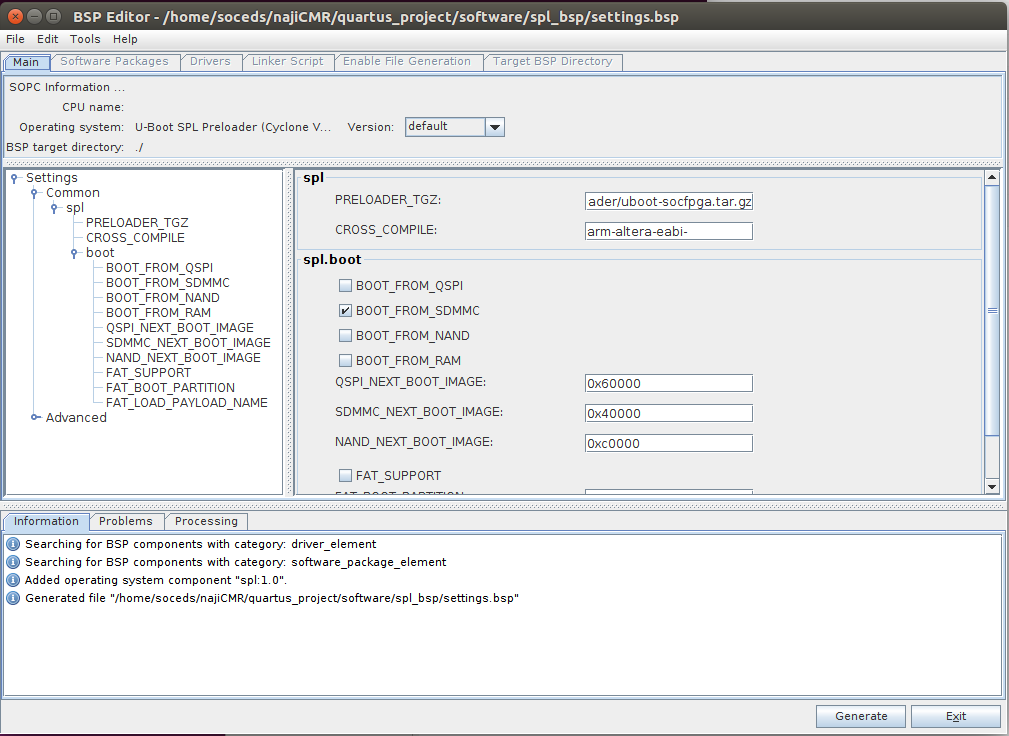 BSP Editor - /home/soceds/najiCMR/quartus_project/software/spl_bsp/settings.bsp
File Edit Tools Help
Main Software Packages Drivers Linker Script Enable File Generation Target BSP Directory
SOPC Information ...
CPU name:
Operating system: U-Boot SPL Preloader (Cyclone V... Version: default
BSP target directory: ./
Settings
Common
spl
PRELOADER_TGZ
CROSS_COMPILE
boot
BOOT_FROM_QSPI
BOOT_FROM_SDMMC
BOOT_FROM_NAND
BOOT_FROM_RAM
QSPI_NEXT_BOOT_IMAGE
SDMMC_NEXT_BOOT_IMAGE
NAND_NEXT_BOOT_IMAGE
FAT_SUPPORT
FAT_BOOT_PARTITION
FAT_LOAD_PAYLOAD_NAME
Advanced
spl
PRELOADER_TGZ: ader/uboot-socfpga.tar.gz
CROSS_COMPILE: arm-altera-eabi-
spl.boot
BOOT_FROM_QSPI
BOOT_FROM_SDMMC
BOOT_FROM_NAND
BOOT_FROM_RAM
QSPI_NEXT_BOOT_IMAGE: 0x60000
SDMMC_NEXT_BOOT_IMAGE: 0x40000
NAND_NEXT_BOOT_IMAGE: 0xc0000
FAT_SUPPORT
Information Problems Processing
Searching for BSP components with category: driver_element
Searching for BSP components with category: software_package_element
Added operating system component "spl:1.0".
Generated file "/home/soceds/najiCMR/quartus_project/software/spl_bsp/settings.bsp"
Generate Exit